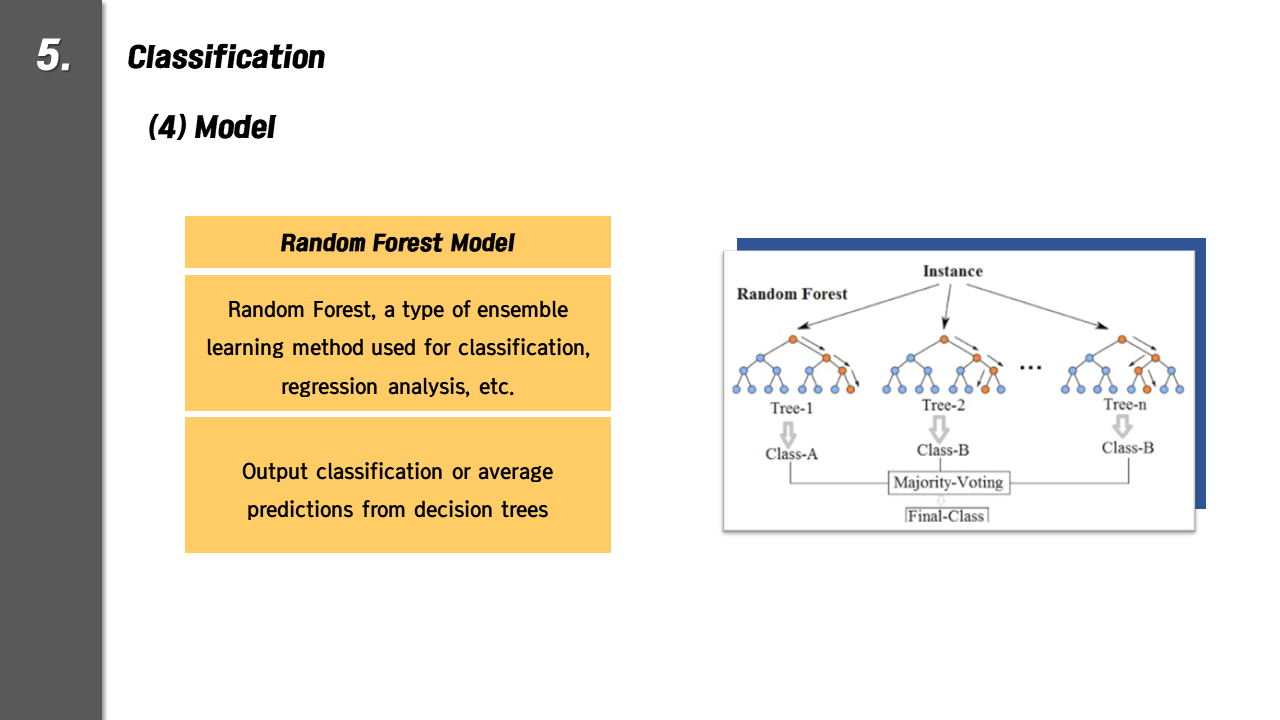 5.
Classification
(4) Model
Random Forest Model
Random Forest, a type of ensemble
learning method used for classification,
regression analysis, etc.
Output classification or average
predictions from decision trees
Instance
Random Forest
...
Tree-1
Tree-2
Tree-n
Class-A
Class-B
Class-B
Majority-Voting
Final-Class